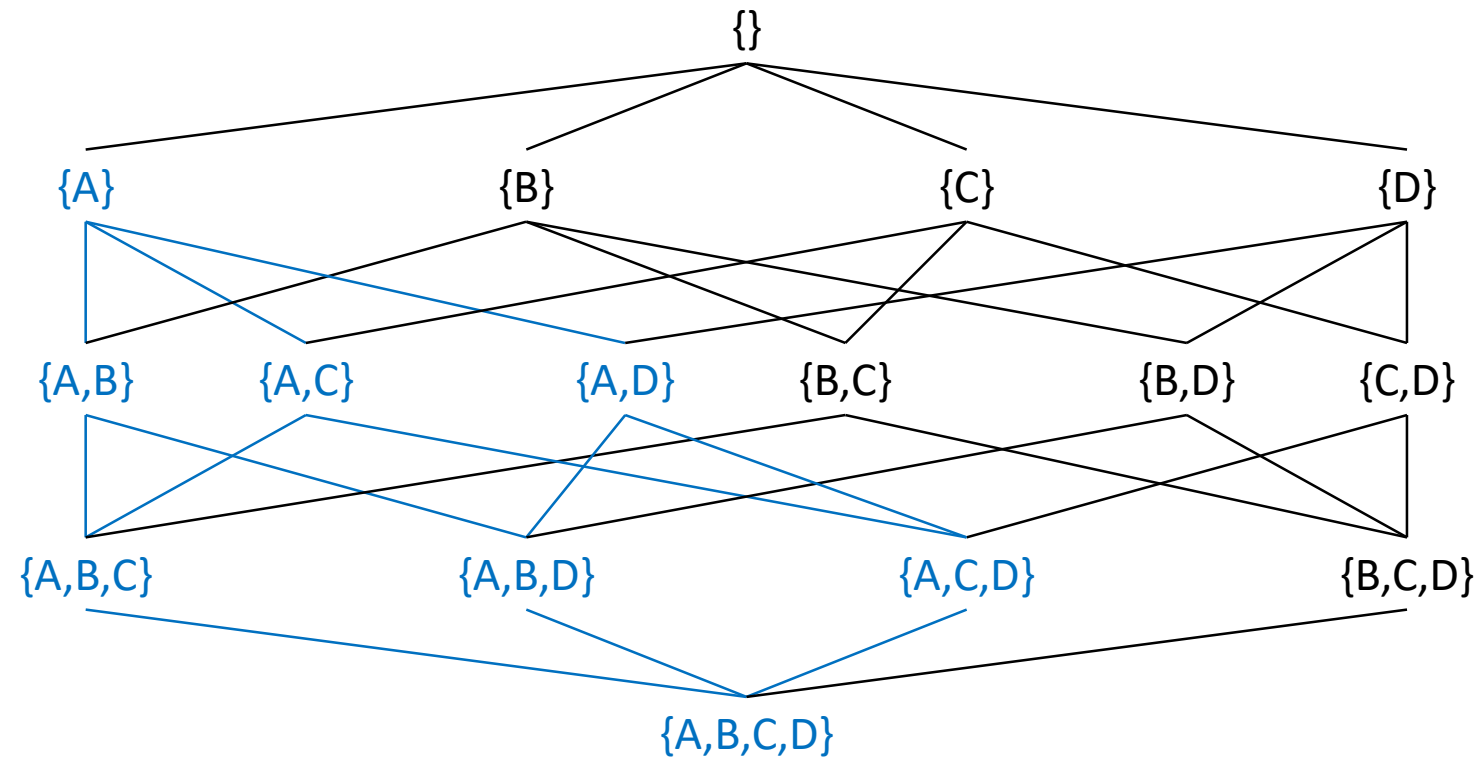 {}
{A} {B} {C} {D}
{A,B} {A,C} {A,D} {B,C} {B,D} {C,D}
{A,B,C} {A,B,D} {A,C,D} {B,C,D}
{A,B,C,D}